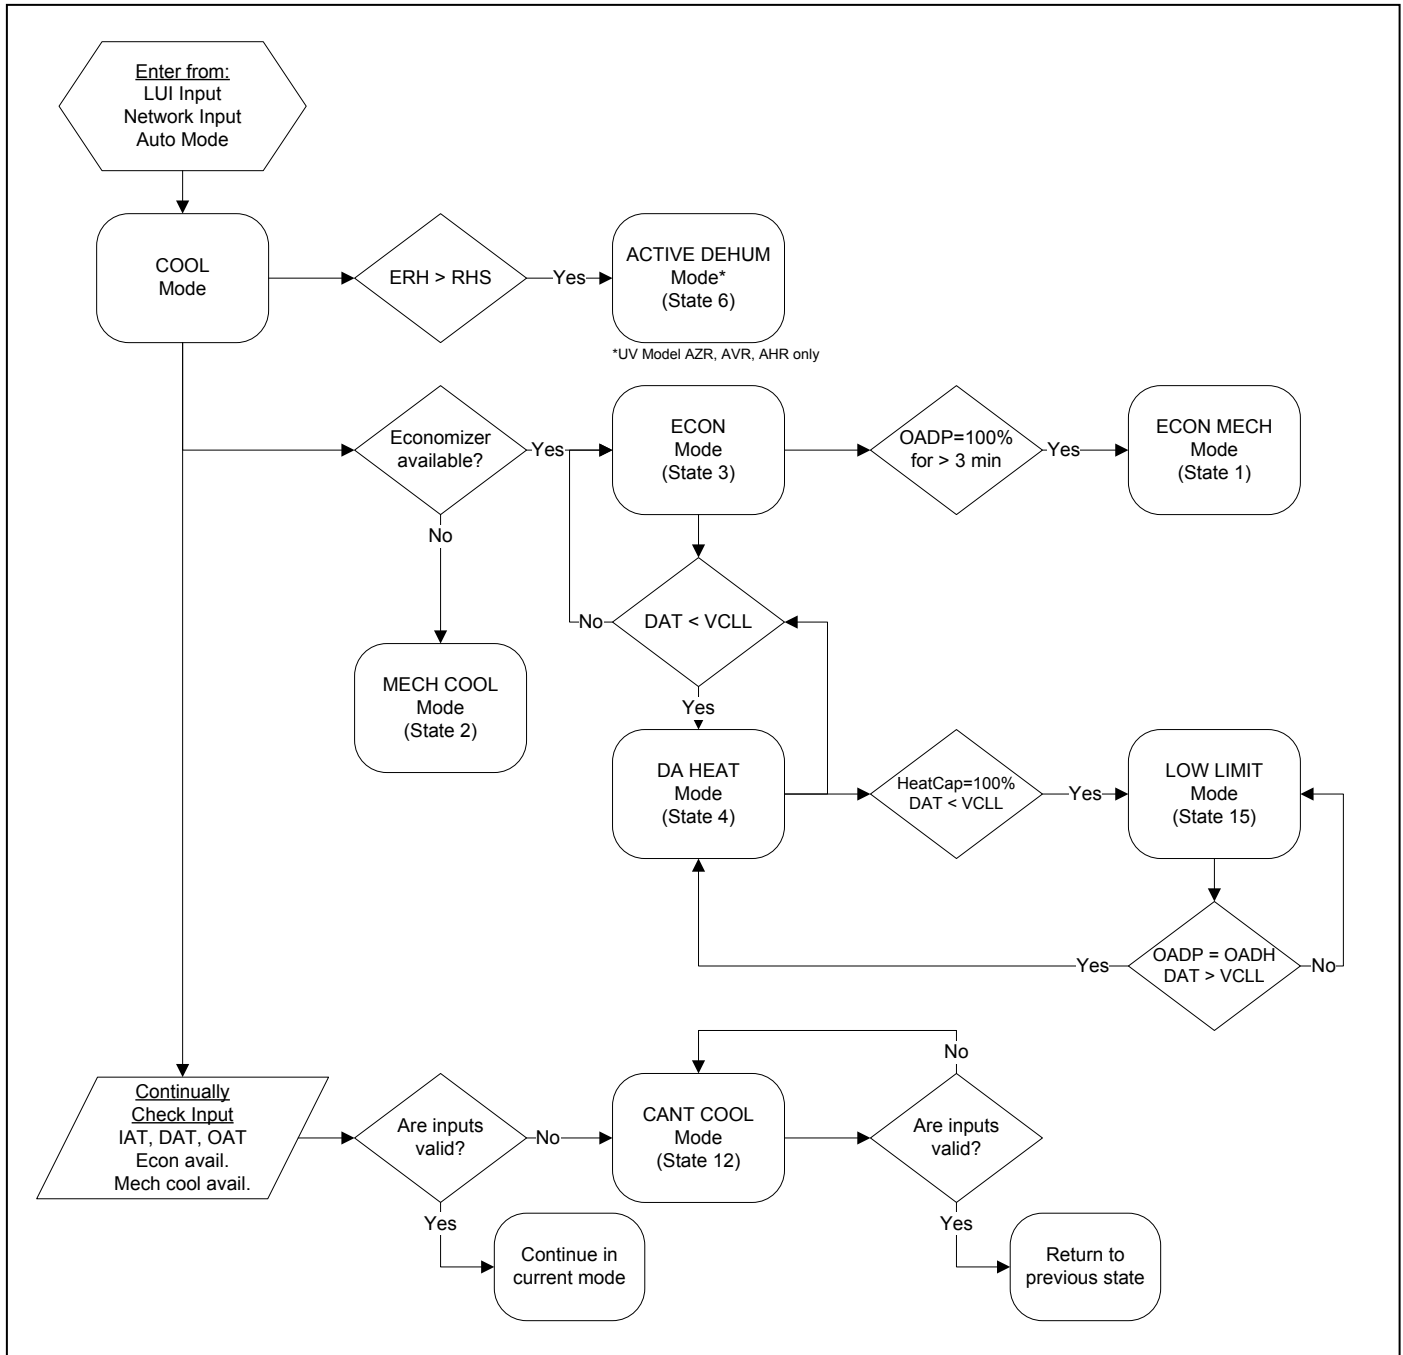 Enter from:
LUI Input
Network Input
Auto Mode
COOL
Mode
ERH > RHS
Yes
ACTIVE DEHUM
Mode*
(State 6)
*UV Model AZR, AVR, AHR only
Economizer
available?
Yes
No
ECON
Mode
(State 3)
OADP=100%
for > 3 min
Yes
ECON MECH
Mode
(State 1)
MECH COOL
Mode
(State 2)
DAT < VCLL
No
Yes
DA HEAT
Mode
(State 4)
HeatCap=100%
DAT < VCLL
Yes
LOW LIMIT
Mode
(State 15)
OADP = OADH
DAT > VCLL
Yes
No
Continually
Check Input
IAT, DAT, OAT
Econ avail.
Mech cool avail.
Are inputs
valid?
No
Yes
Continue in
current mode
CANT COOL
Mode
(State 12)
Are inputs
valid?
No
Yes
Return to
previous state